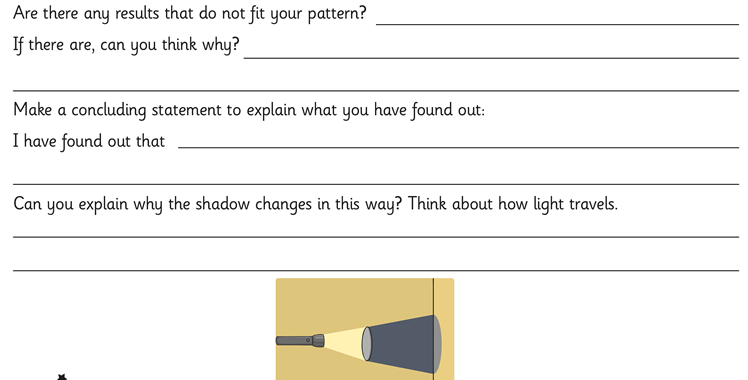 Are there any results that do not fit your pattern?
If there are, can you think why?
Make a concluding statement to explain what you have found out:
I have found out that
Can you explain why the shadow changes in this way? Think about how light travels.